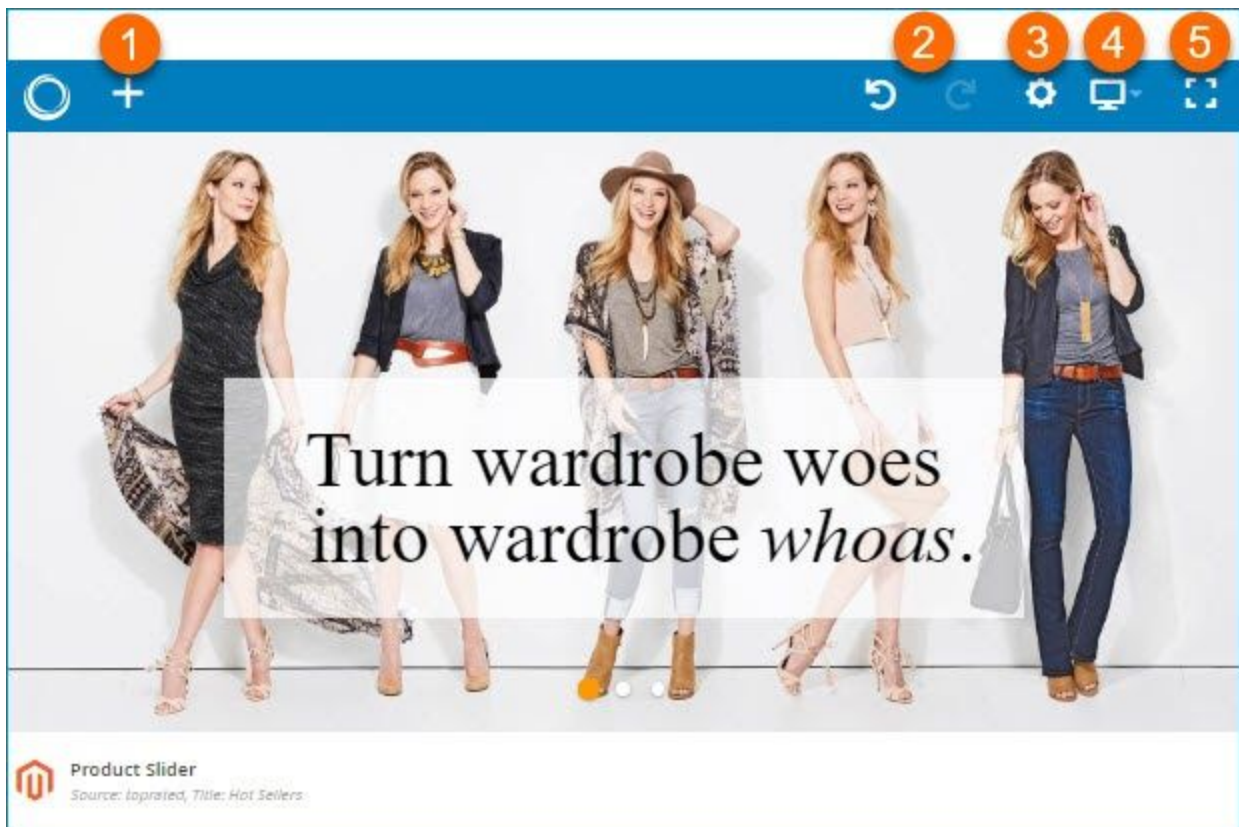 1
2
3
4
5
Turn wardrobe woes
into wardrobe whoas.
Product Slider
Source: toprated, Title: Hot Sellers